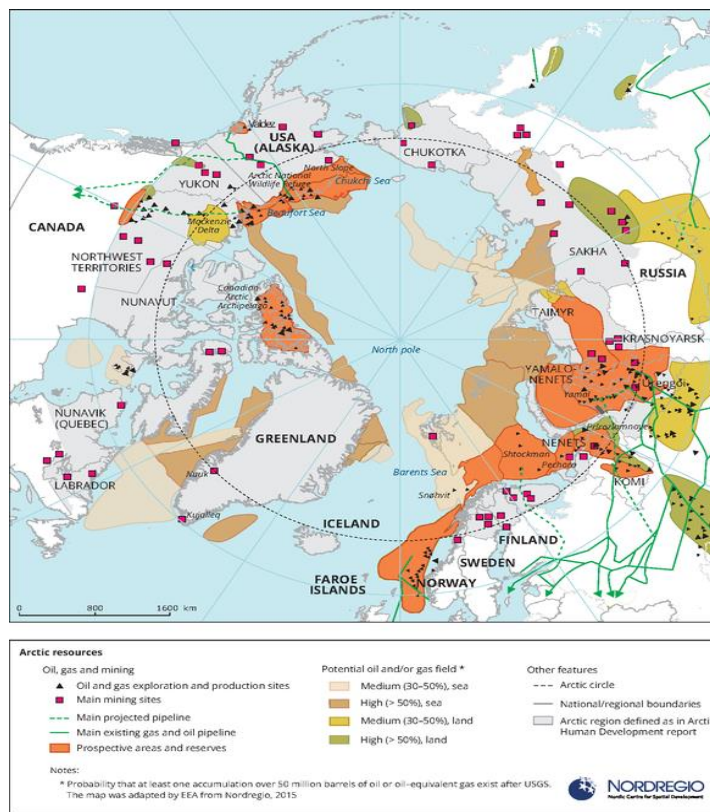 Valdez
USA
(ALASKA)
CHUKOTKA
North Slope
Arctic National
Wildlife Refuge
Chukchi Sea
YUKON
Beaufort Sea
CANADA
Mackenzie
Delta
NORTHWEST
TERRITORIES
SAKHA
RUSSIA
NUNAVUT
Canadian
Arctic
Archipelago
TAIMYR
North pole
KRASNØYARSK
YAMALO-
NENETS
Yamal
Urengoi
NUNAVIK
(QUEBEC)
GREENLAND
Prirazlomnoye
NENETS
Shtockman
Pechora
Barents Sea
KOMI
LABRADOR
Nuuk
Snøhvit
Kujalleq
ICELAND
FINLAND
SWEDEN
FAROE
ISLANDS
NORWAY
0 800 1600 km
Arctic resources
Oil, gas and mining
Oil and gas exploration and production sites
Main mining sites
Main projected pipeline
Main existing gas and oil pipeline
Prospective areas and reserves
Potential oil and/or gas field *
Medium (30–50%), sea
High (> 50%), sea
Medium (30–50%), land
High (> 50%), land
Other features
Arctic circle
National/regional boundaries
Arctic region defined as in Arcti
Human Development report
Notes:
* Probability that at least one accumulation over 50 million barrels of oil or oil–equivalent gas exist after USGS.
The map was adapted by EEA from Nordregio, 2015
NORDREGIO
Nordic Centre for Spatial Development